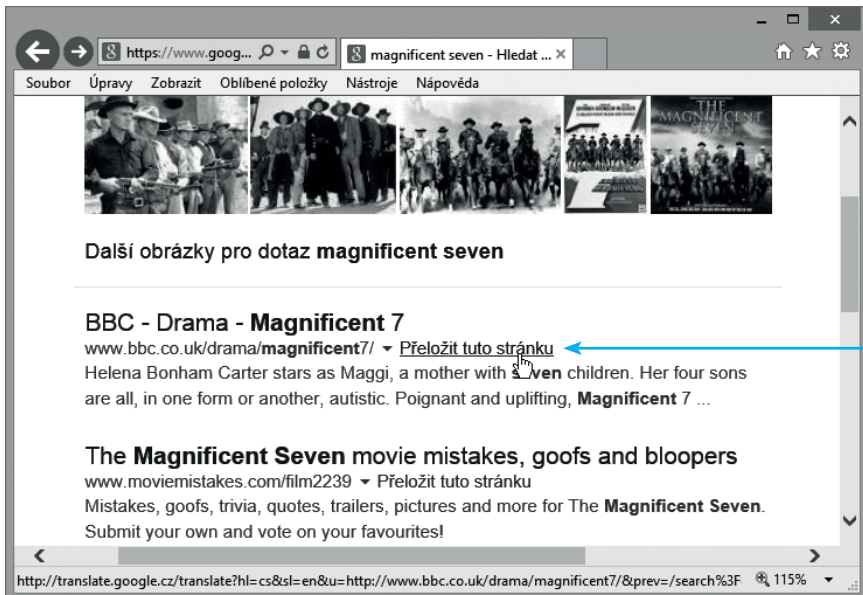 https://www.goog...
magnificent seven - Hledat ...
Soubor Úpravy Zobrazit Oblíbené položky Nástroje Nápověda
THE
MAGNIFICENT
SEVEN
ELMER BERNSTEIN
Další obrázky pro dotaz magnificent seven
BBC - Drama - Magnificent 7
www.bbc.co.uk/drama/magnificent7/ Přeložit tuto stránku
Helena Bonham Carter stars as Maggi, a mother with seven children. Her four sons
are all, in one form or another, autistic. Poignant and uplifting, Magnificent 7 ...
The Magnificent Seven movie mistakes, goofs and bloopers
www.moviemistakes.com/film2239 Přeložit tuto stránku
Mistakes, goofs, trivia, quotes, trailers, pictures and more for The Magnificent Seven.
Submit your own and vote on your favourites!
http://translate.google.cz/translate?hl=cs&sl=en&u=http://www.bbc.co.uk/drama/magnificent7/&prev=/search%3F 115%